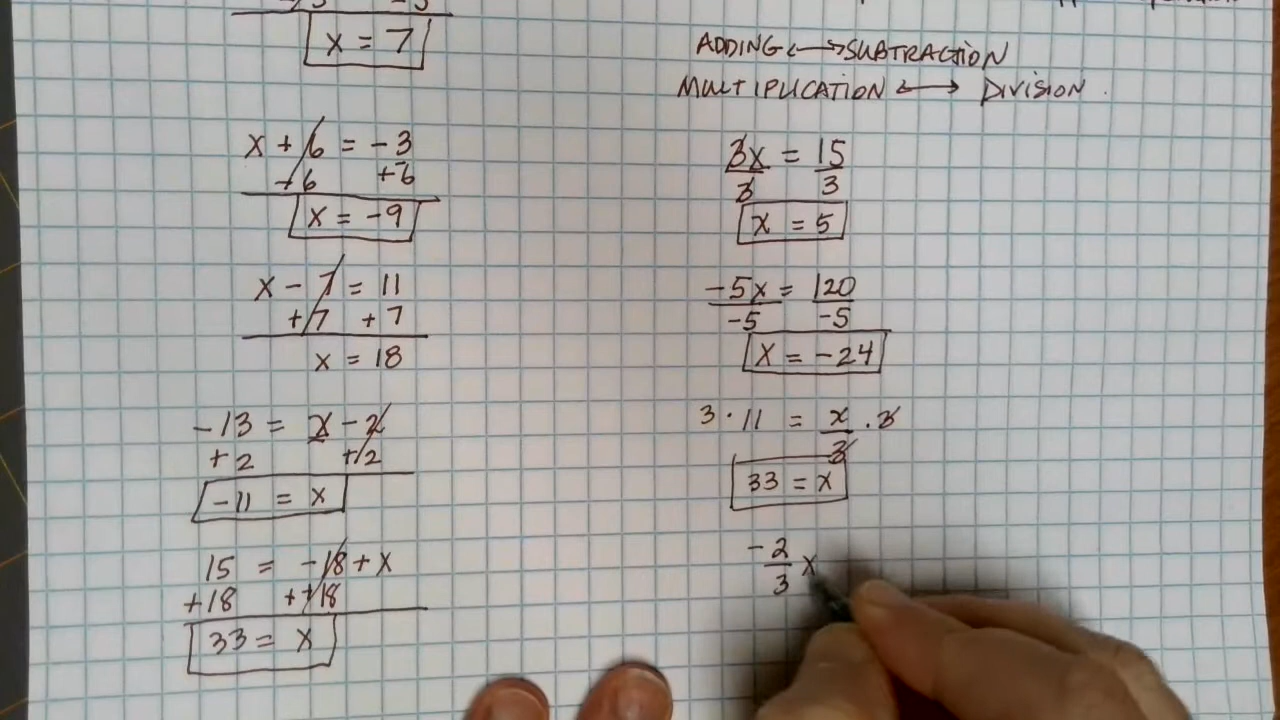 x = 7
x + 6 = -3
-6 +-6
x = -9
x - 7 = 11
+7 +7
x = 18
-13 = x - 2
+2 +2
-11 = x
15 = -18 + x
+18 ++18
33 = x
ADDING ⟷ SUBTRACTION
MULTIPLICATION ⟷ DIVISION.
3x = 15
3 3
x = 5
-5x = 120
-5 -5
x = -24
3 · 11 = x · 3
3
33 = x
-2 x
3